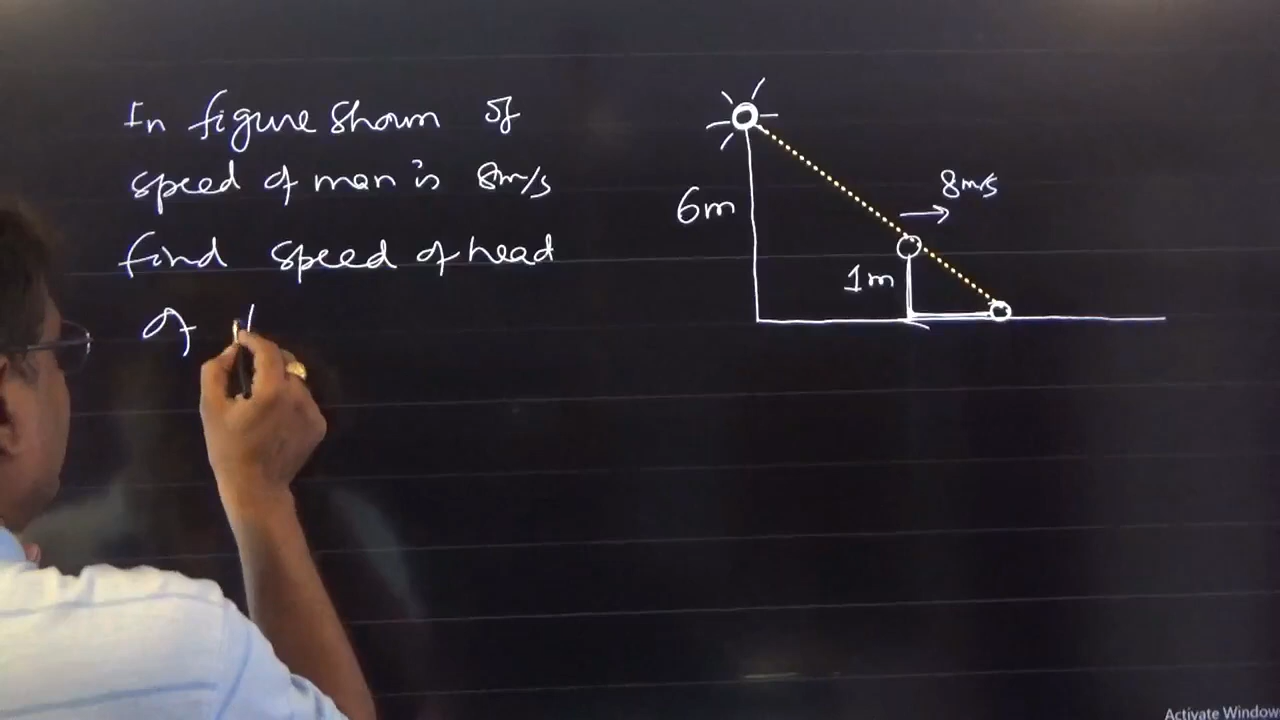 In figure shown if
speed of man is 8m/s
find speed of head
of
6m
8m/s
1m
Activate Window